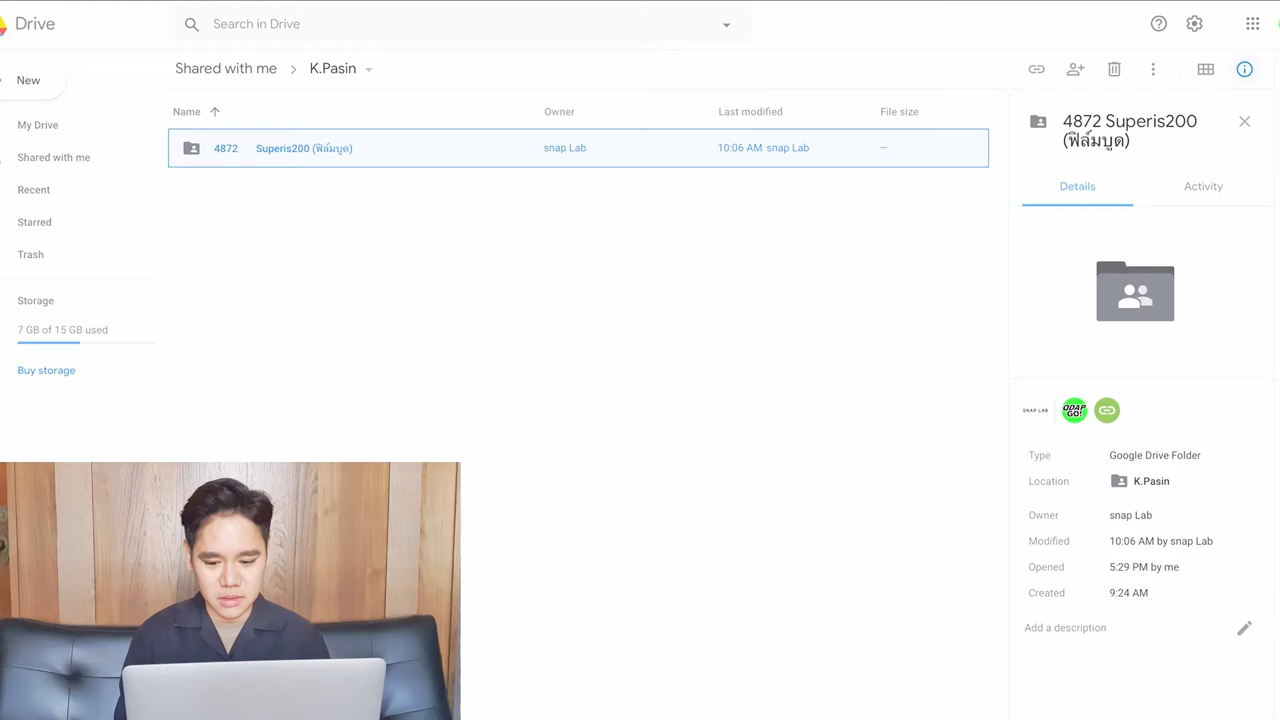 Drive
Search in Drive
New
Shared with me
K.Pasin
My Drive
Shared with me
Recent
Starred
Trash
Storage
7 GB of 15 GB used
Buy storage
Name Owner Last modified File size
4872 Superis200 (ฟิล์มบูด) snap Lab 10:06 AM snap Lab –
4872 Superis200
(ฟิล์มบูด)
Details Activity
SNAP LAB
QDAP
GO!
Type Google Drive Folder
Location K.Pasin
Owner snap Lab
Modified 10:06 AM by snap Lab
Opened 5:29 PM by me
Created 9:24 AM
Add a description